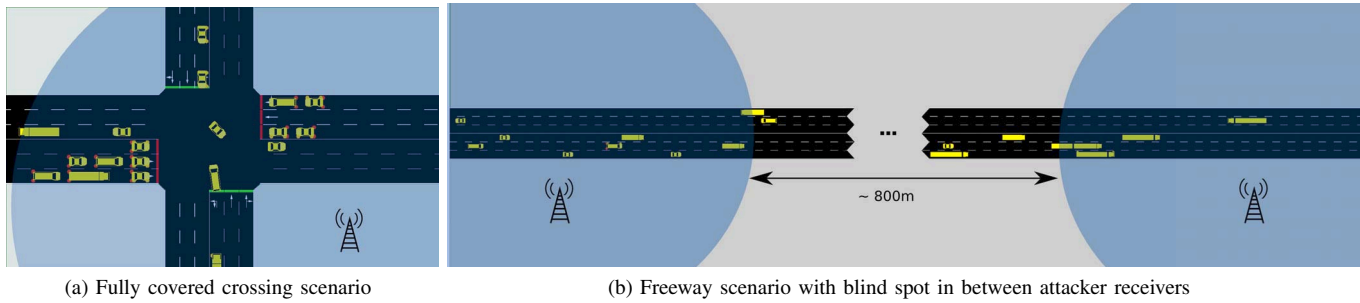 ...
~ 800m
(a) Fully covered crossing scenario
(b) Freeway scenario with blind spot in between attacker receivers